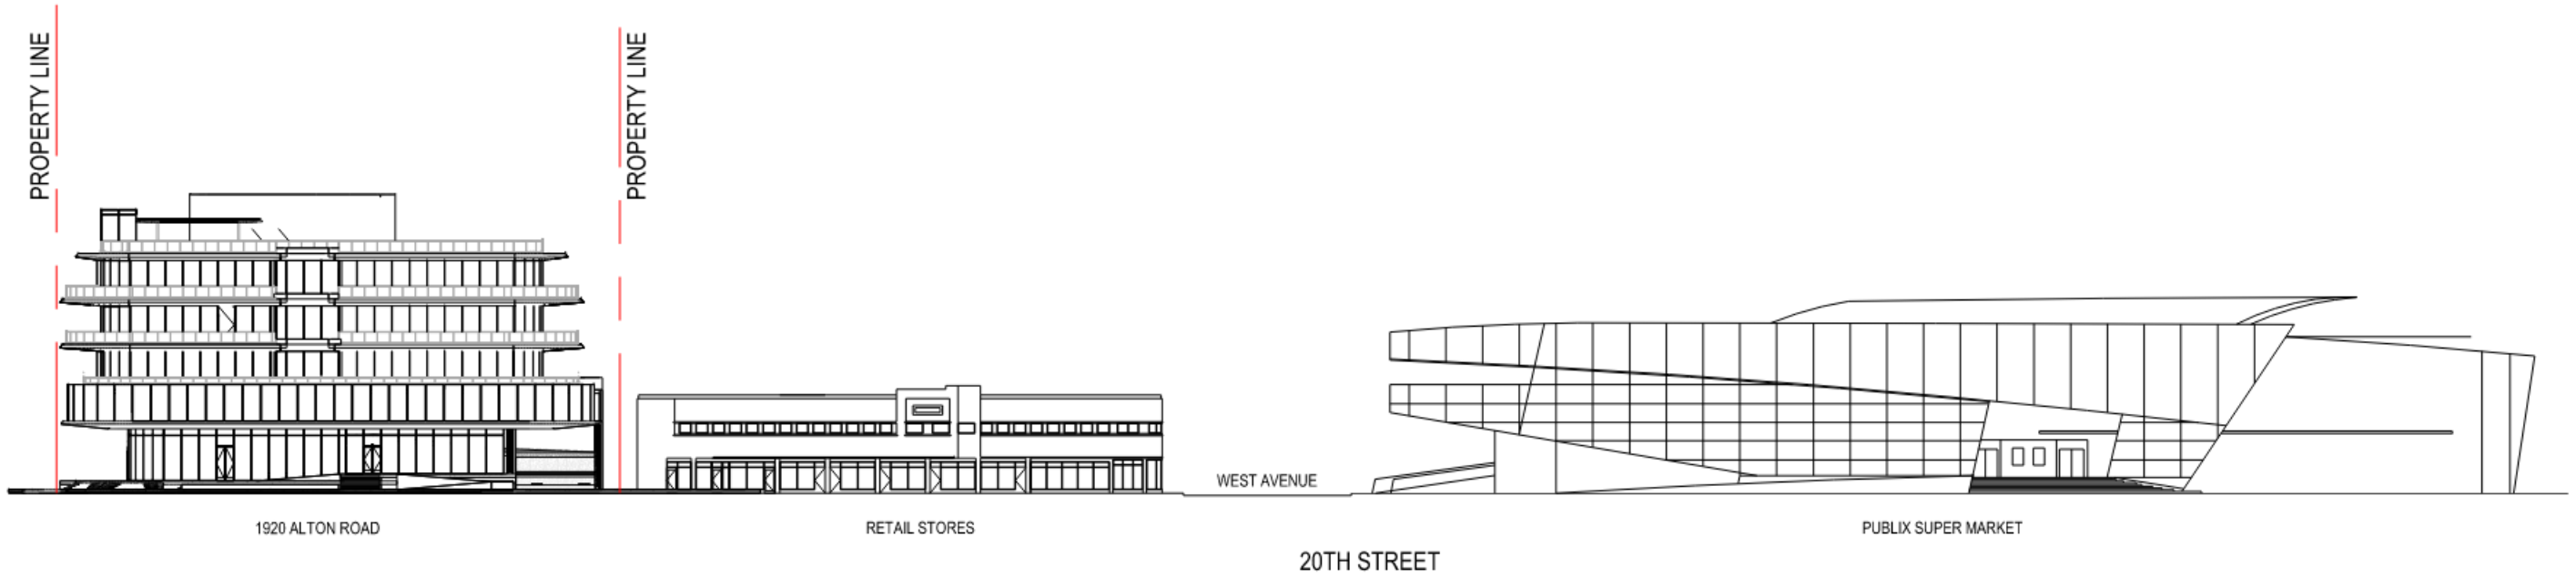 PROPERTY LINE
PROPERTY LINE
WEST AVENUE
1920 ALTON ROAD
RETAIL STORES
PUBLIX SUPER MARKET
20TH STREET